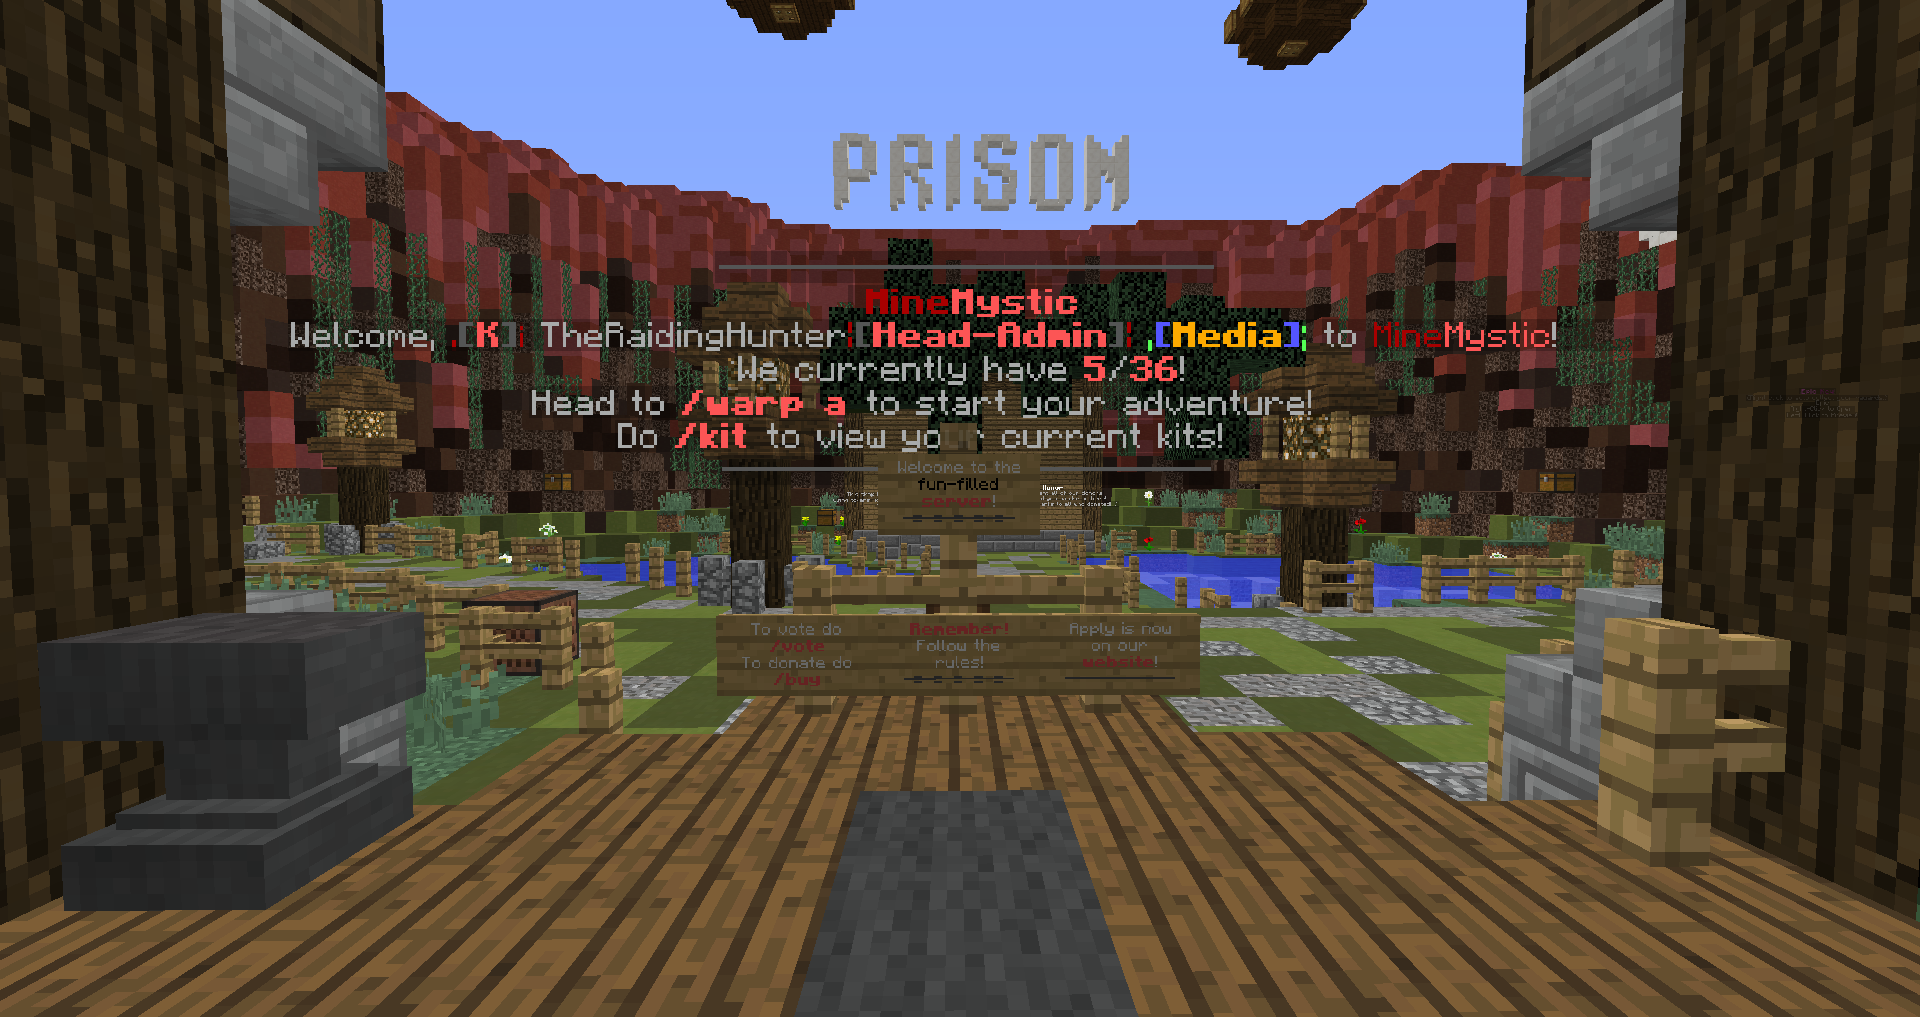 PRISON
MineMystic
Welcome, [K] TheRaidingHunter [Head-Admin] [Media] to MineMystic!
We currently have 5/36!
Head to /warp a to start your adventure!
Do /kit to view current kits!
Welcome to the
fun-filled
server!
To vote do
/vote
To donate do
/buy
Remember!
Follow the
rules!
Apply is now
on our
website!